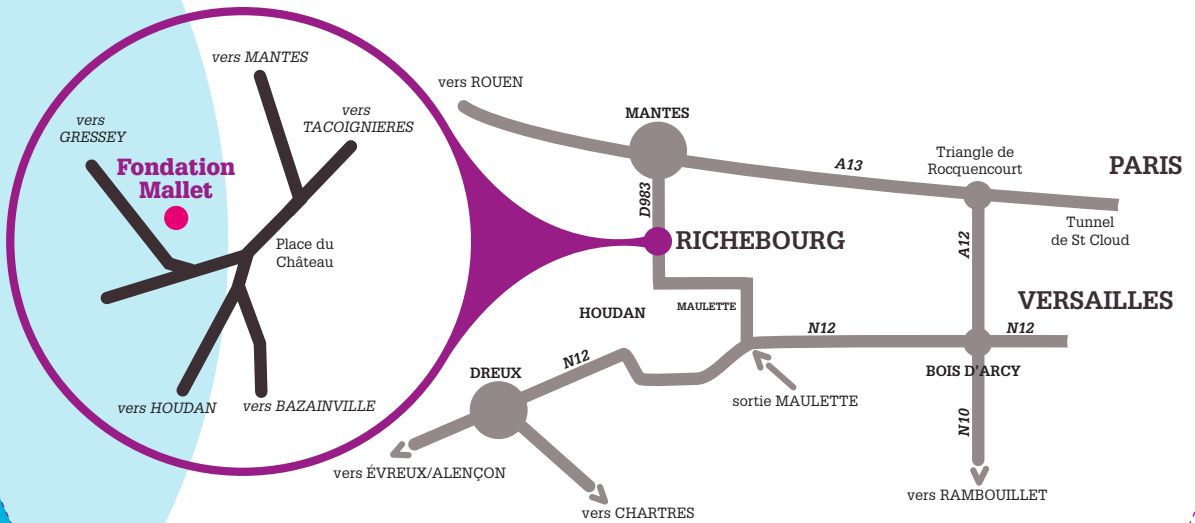 vers MANTES
vers
TACOIGNIERES
vers
GRESSEY
Fondation
Mallet
Place du
Château
vers HOUDAN
vers BAZAINVILLE
vers ROUEN
MANTES
A13
Triangle de
Rocquencourt
PARIS
Tunnel
de St Cloud
D983
A12
RICHEBOURG
VERSAILLES
HOUDAN
MAULETTE
N12
N12
BOIS D'ARCY
N12
DREUX
sortie MAULETTE
N10
vers ÉVREUX/ALENÇON
vers CHARTRES
vers RAMBOUILLET